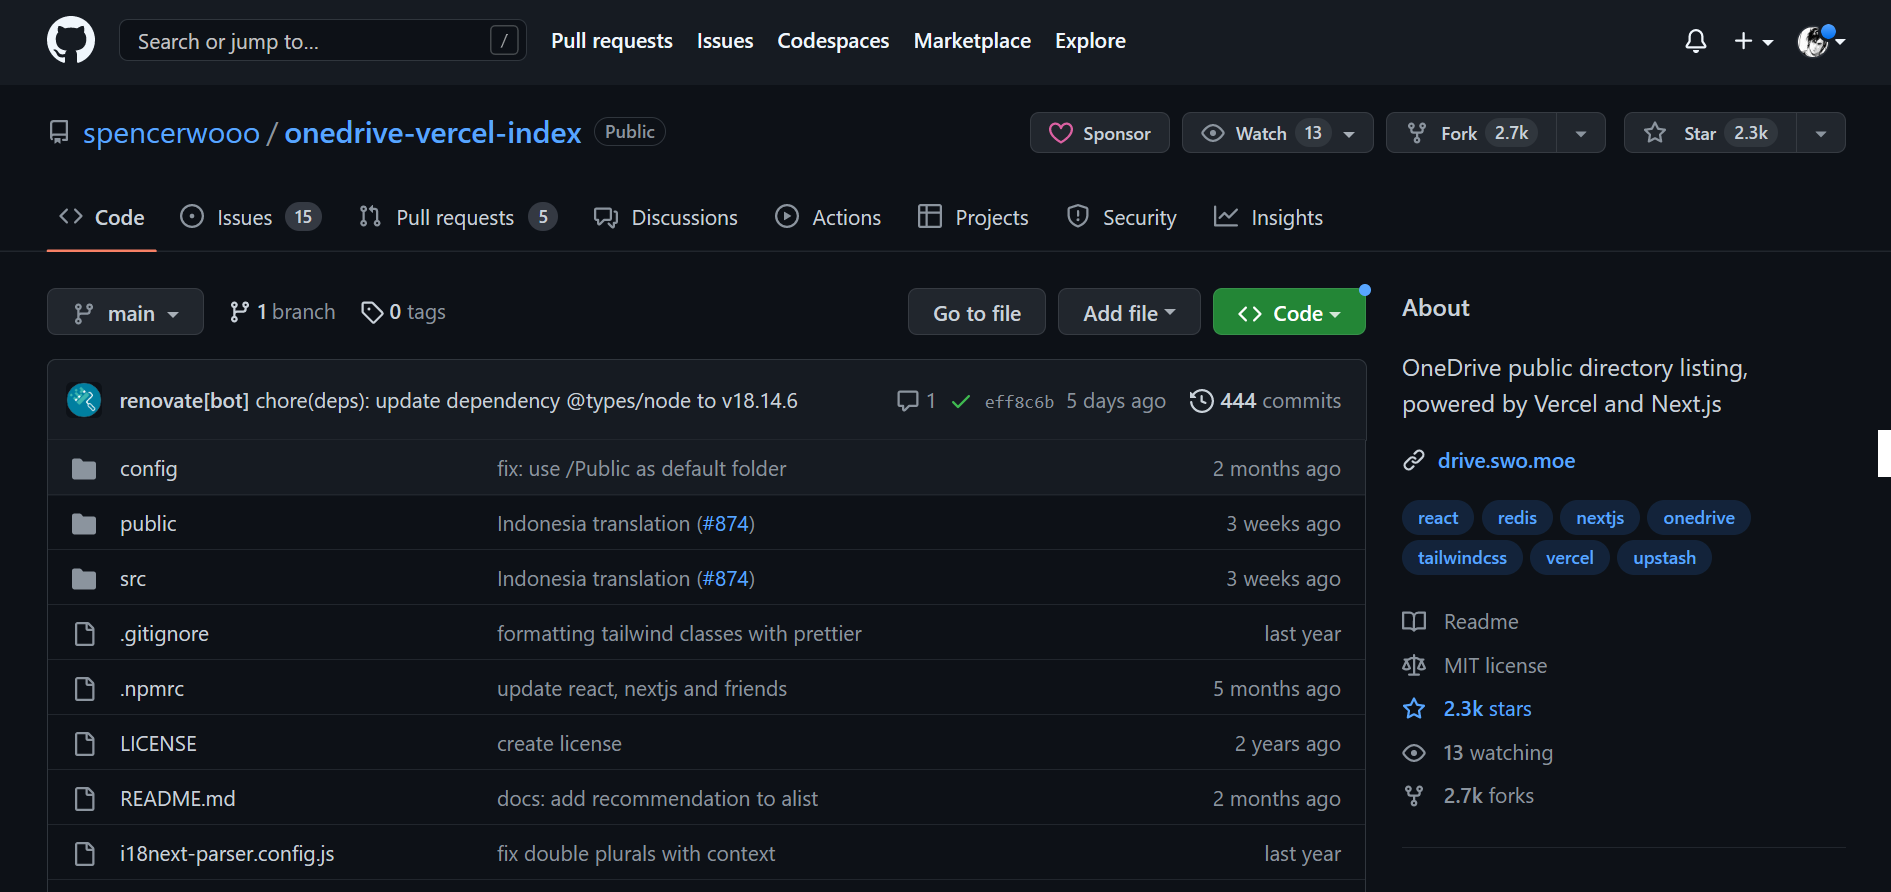 Search or jump to...
/
Pull requests
Issues
Codespaces
Marketplace
Explore
spencerwooo / onedrive-vercel-index
Public
Sponsor
Watch 13
Fork 2.7k
Star 2.3k
Code
Issues 15
Pull requests 5
Discussions
Actions
Projects
Security
Insights
main
1 branch
0 tags
Go to file
Add file
Code
renovate[bot] chore(deps): update dependency @types/node to v18.14.6
1
eff8c6b 5 days ago
444 commits
config fix: use /Public as default folder 2 months ago
public Indonesia translation (#874) 3 weeks ago
src Indonesia translation (#874) 3 weeks ago
.gitignore formatting tailwind classes with prettier last year
.npmrc update react, nextjs and friends 5 months ago
LICENSE create license 2 years ago
README.md docs: add recommendation to alist 2 months ago
i18next-parser.config.js fix double plurals with context last year
About
OneDrive public directory listing,
powered by Vercel and Next.js
drive.swo.moe
react redis nextjs onedrive
tailwindcss vercel upstash
Readme
MIT license
2.3k stars
13 watching
2.7k forks